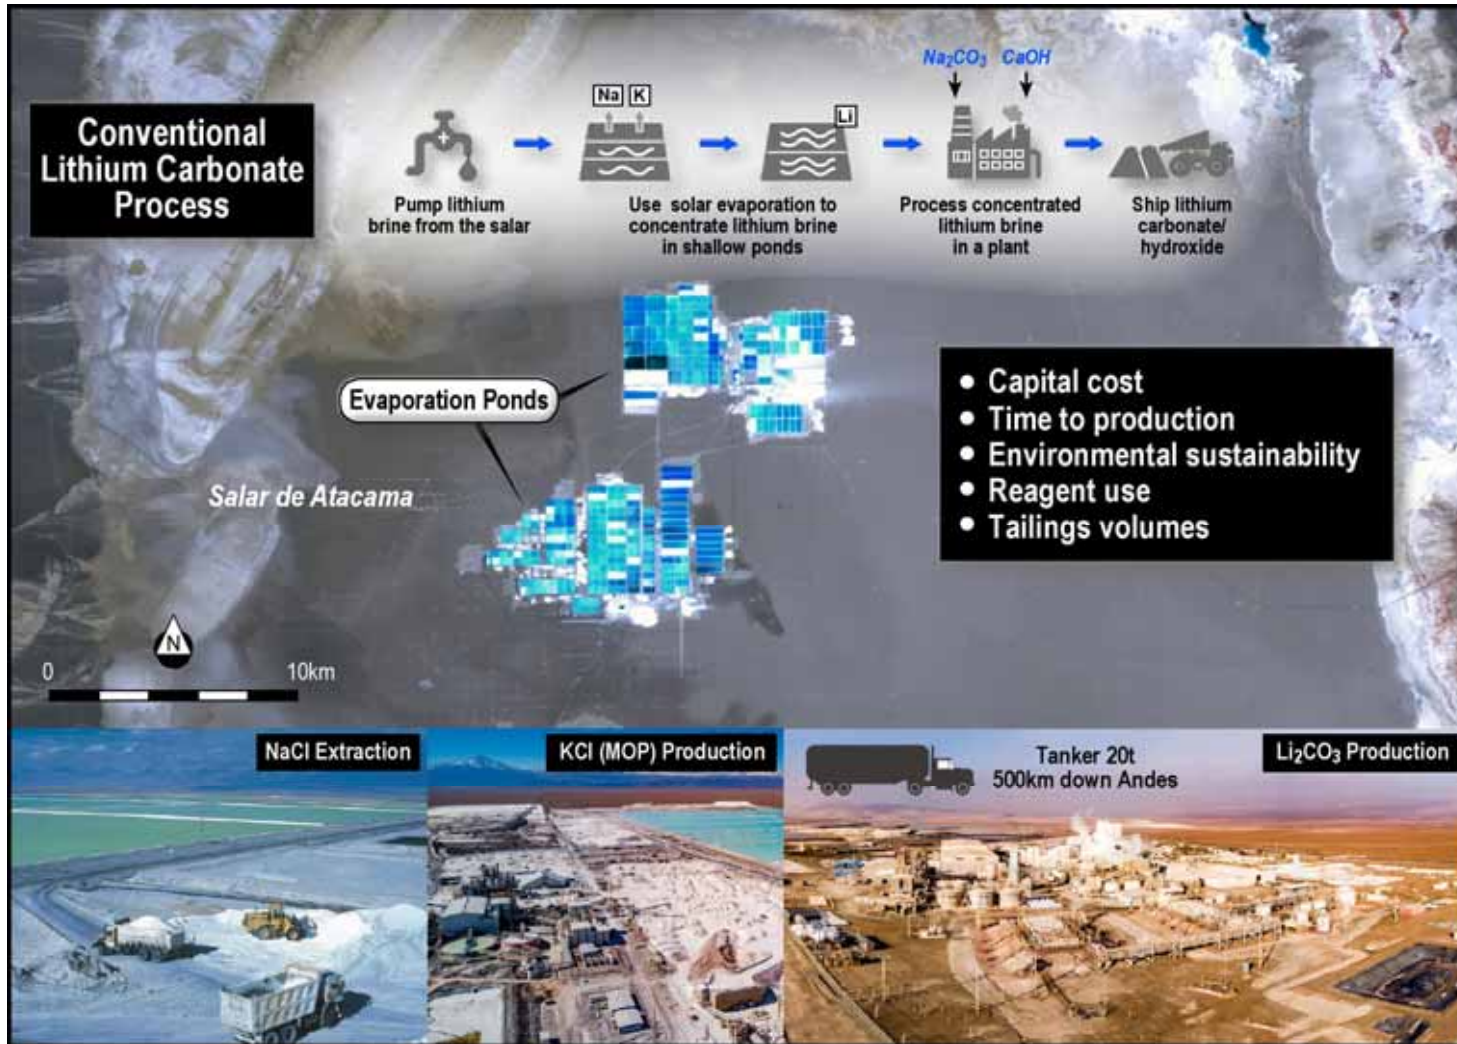 Conventional
Lithium Carbonate
Process
Na₂CO₃ CaOH
Na K
Li
Pump lithium
brine from the salar
Use solar evaporation to
concentrate lithium brine
in shallow ponds
Process concentrated
lithium brine
in a plant
Ship lithium
carbonate/
hydroxide
Evaporation Ponds
• Capital cost
• Time to production
• Environmental sustainability
• Reagent use
• Tailings volumes
Salar de Atacama
N
0 10km
NaCl Extraction
KCl (MOP) Production
Tanker 20t
500km down Andes
Li₂CO₃ Production